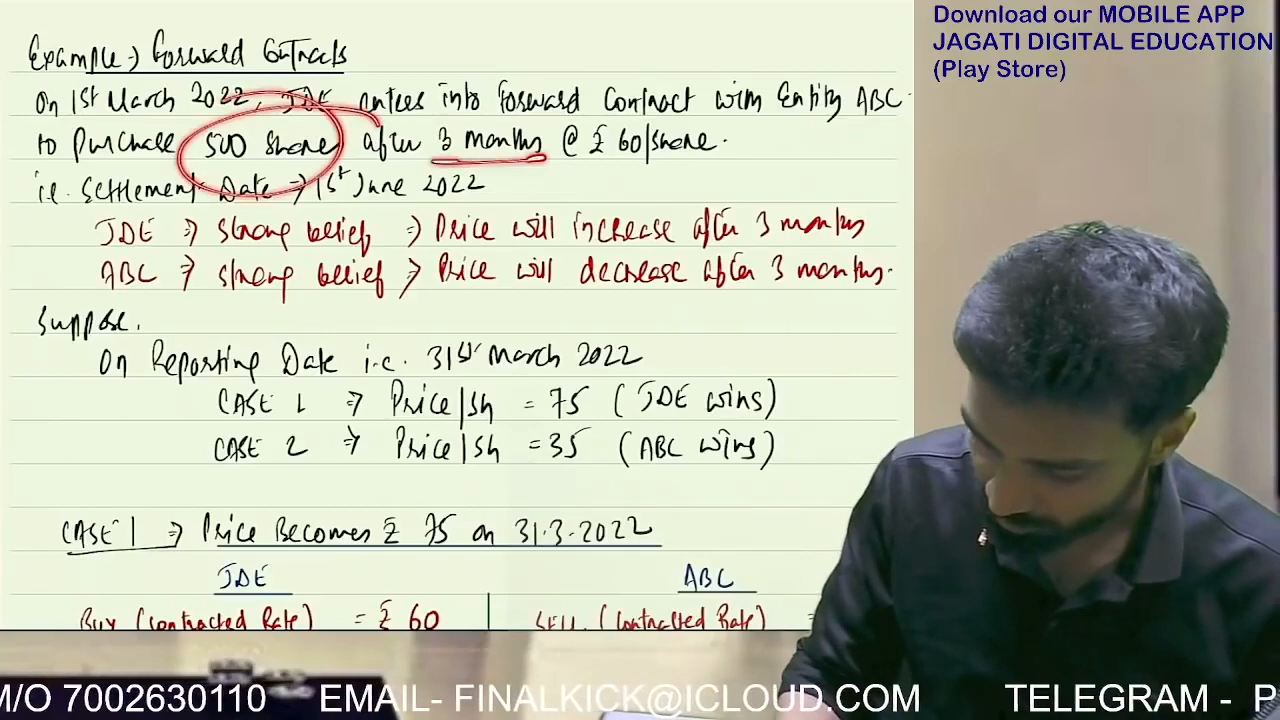 Example → Forward Contracts
On 1st March 2022, JDE enters into Forward Contract with Entity ABC
to Purchase 500 Shares after 3 months @ ₹ 60/share.
i.e. Settlement Date ⇒ 1st June 2022
JDE ⇒ strong belief ⇒ Price will increase after 3 months
ABC ⇒ strong belief ⇒ Price will decrease after 3 months.
Suppose,
On Reporting Date i.e. 31st March 2022
CASE 1 ⇒ Price|sh = 75 (JDE wins)
CASE 2 ⇒ Price|sh = 35 (ABC wins)
CASE 1 ⇒ Price Becomes ₹ 75 on 31.3.2022
JDE ABC
Buy (Contracted Rate) = ₹ 60 SELL (Contracted Rate) =
Download our MOBILE APP
JAGATI DIGITAL EDUCATION
(Play Store)
M/O 7002630110 EMAIL- FINALKICK@ICLOUD.COM TELEGRAM - P